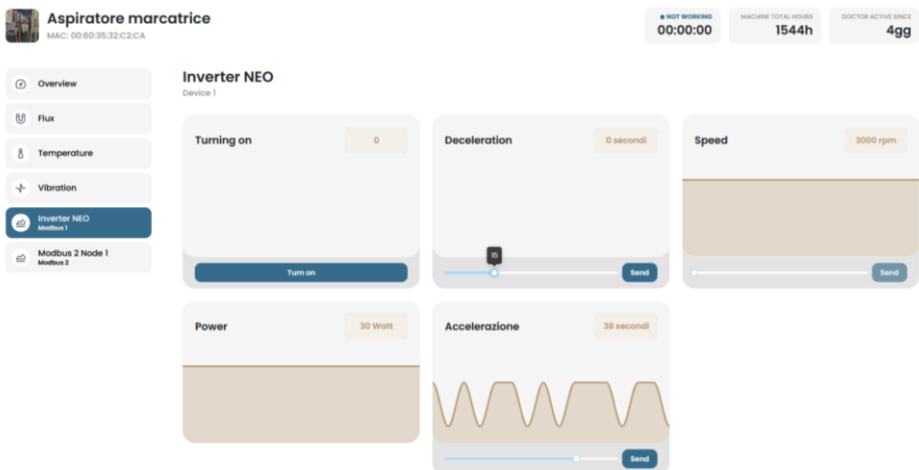 Aspiratore marcatrice
MAC: 00:60:35:32:C2:CA
NOT WORKING
00:00:00
MACHINE TOTAL HOURS
1544h
DOCTOR ACTIVE SINCE
4gg
Overview
Flux
Temperature
Vibration
Inverter NEO
Modbus 1
Modbus 2 Node 1
Modbus 2
Inverter NEO
Device 1
Turning on
0
Turn on
Deceleration
0 secondi
15
Send
Speed
3000 rpm
Send
Power
30 Watt
Accelerazione
38 secondi
Send